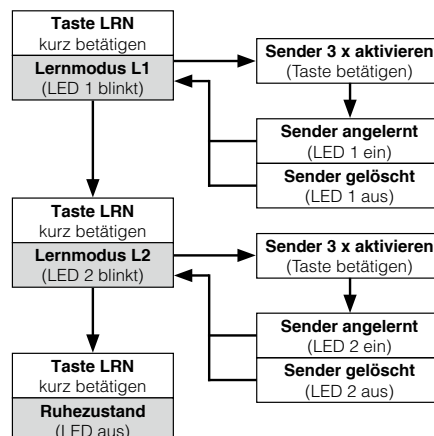 Taste LRN
kurz betätigen
Lernmodus L1
(LED 1 blinkt)
Sender 3 x aktivieren
(Taste betätigen)
Sender angelernt
(LED 1 ein)
Sender gelöscht
(LED 1 aus)
Taste LRN
kurz betätigen
Lernmodus L2
(LED 2 blinkt)
Sender 3 x aktivieren
(Taste betätigen)
Sender angelernt
(LED 2 ein)
Sender gelöscht
(LED 2 aus)
Taste LRN
kurz betätigen
Ruhezustand
(LED aus)